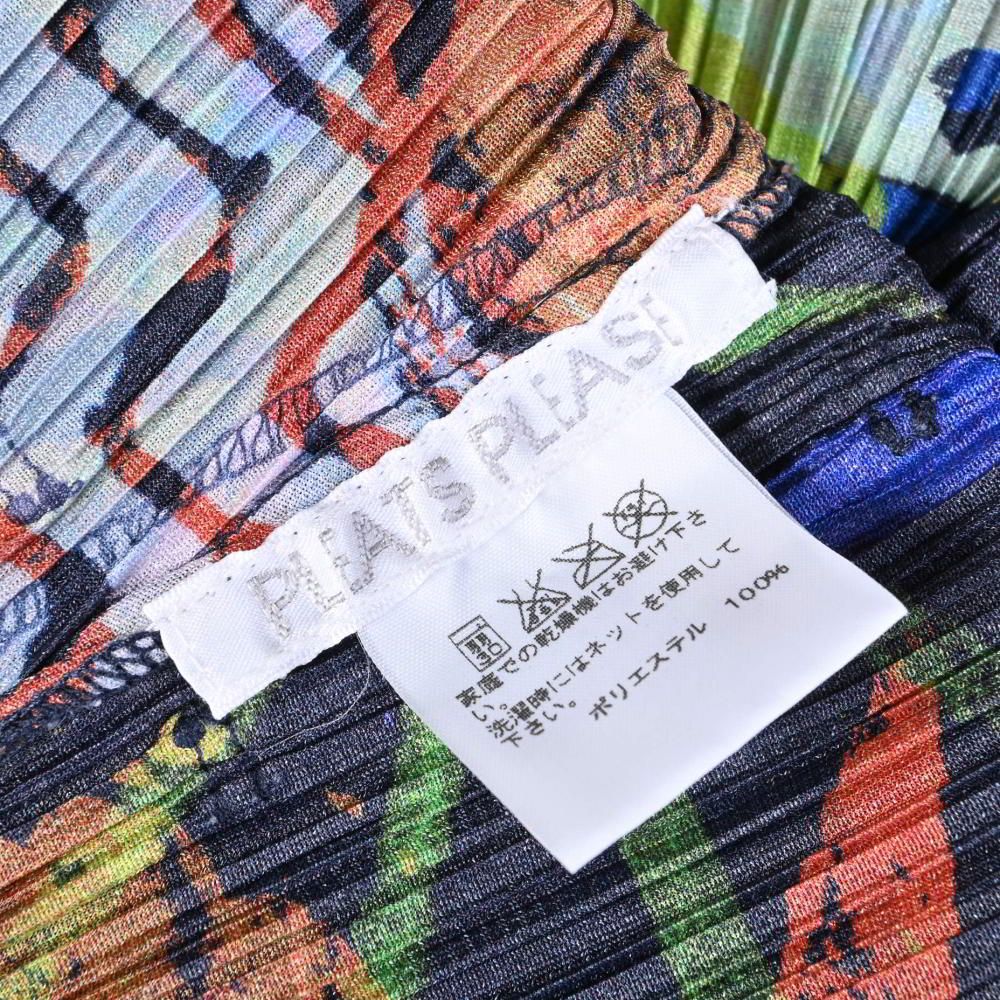 PLEATS PLEASE
家庭での乾燥機はお避け下さ
い。
洗濯時にはネットを使用して
下さい。
ポリエステル 100%